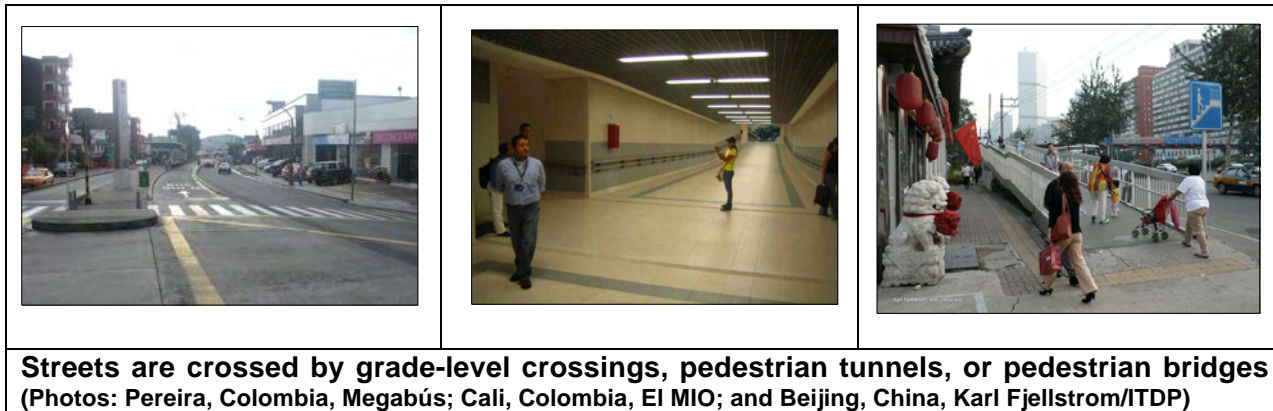 Streets are crossed by grade-level crossings, pedestrian tunnels, or pedestrian bridges
(Photos: Pereira, Colombia, Megabús; Cali, Colombia, El MIO; and Beijing, China, Karl Fjellstrom/ITDP)